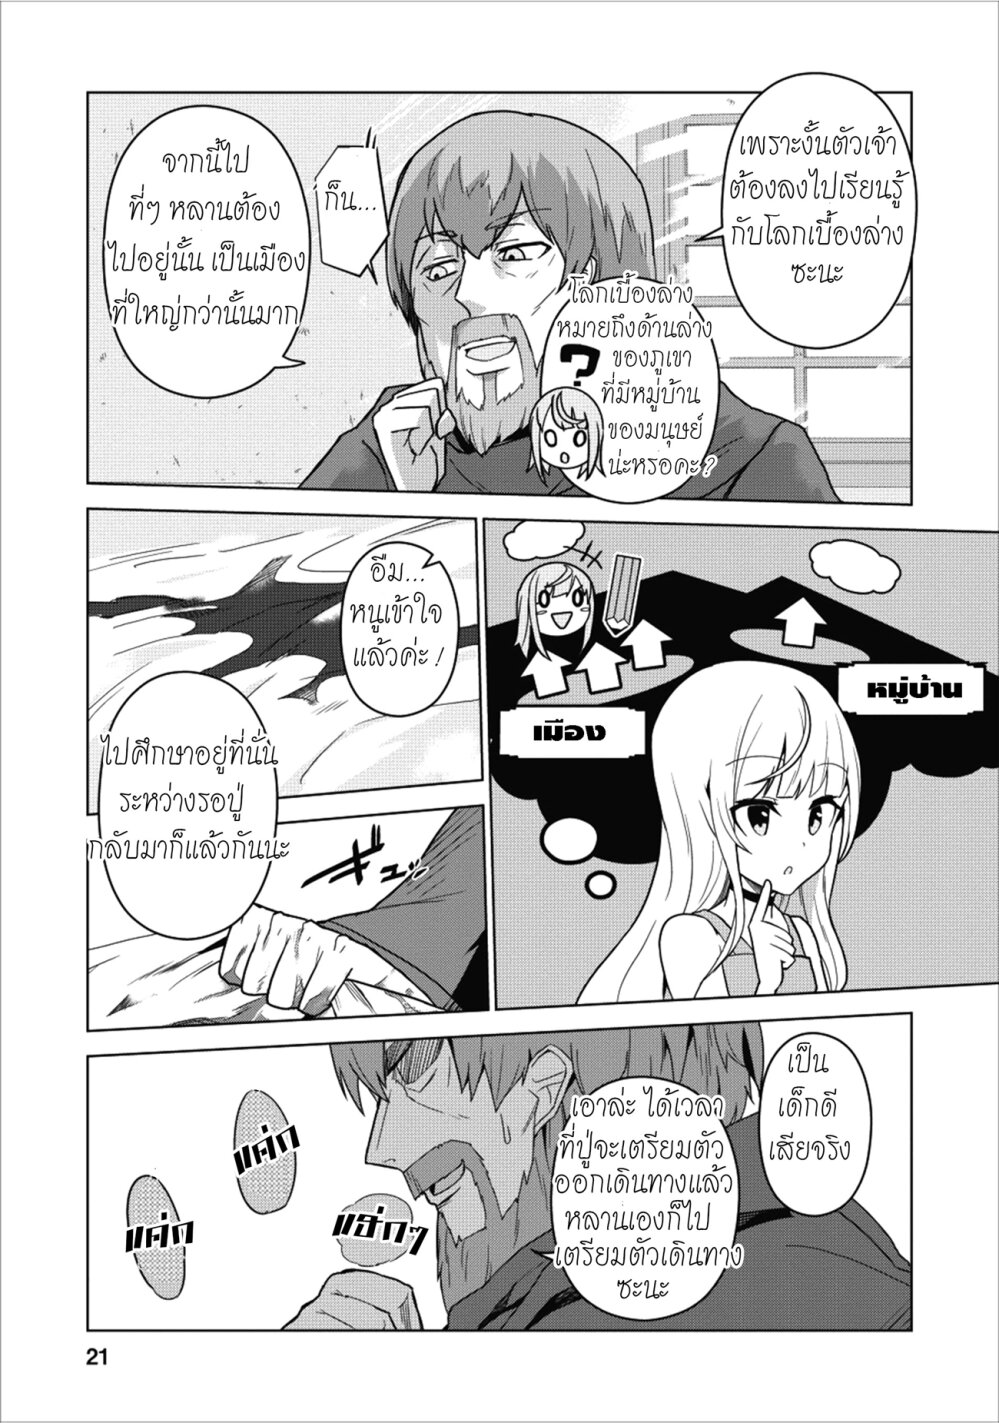 เพราะงั้นตัวเจ้า
ต้องลงไปเรียนรู้
กับโลกเบื้องล่าง
ซะนะ
โลกเบื้องล่าง
หมายถึงด้านล่าง
ของภูเขา
ที่มีหมู่บ้าน
ของมนุษย์
น่ะหรอคะ?
?
ก็น...
จากนี้ไป
ที่ๆ หลานต้อง
ไปอยู่นั้น เป็นเมือง
ที่ใหญ่กว่านั้นมาก
หมู่บ้าน
เมือง
อืม...
หนูเข้าใจ
แล้วค่ะ!
ไปศึกษาอยู่ที่นั่น
ระหว่างรอปู่
กลับมาก็แล้วกันนะ
ギュッ
เป็น
เด็กดี
เสียจริง
เอาล่ะ ได้เวลา
ที่ปู่จะเตรียมตัว
ออกเดินทางแล้ว
หลานเองก็ไป
เตรียมตัวเดินทาง
ซะนะ
แฮ่กๆ
แค่ก
แค่ก
21